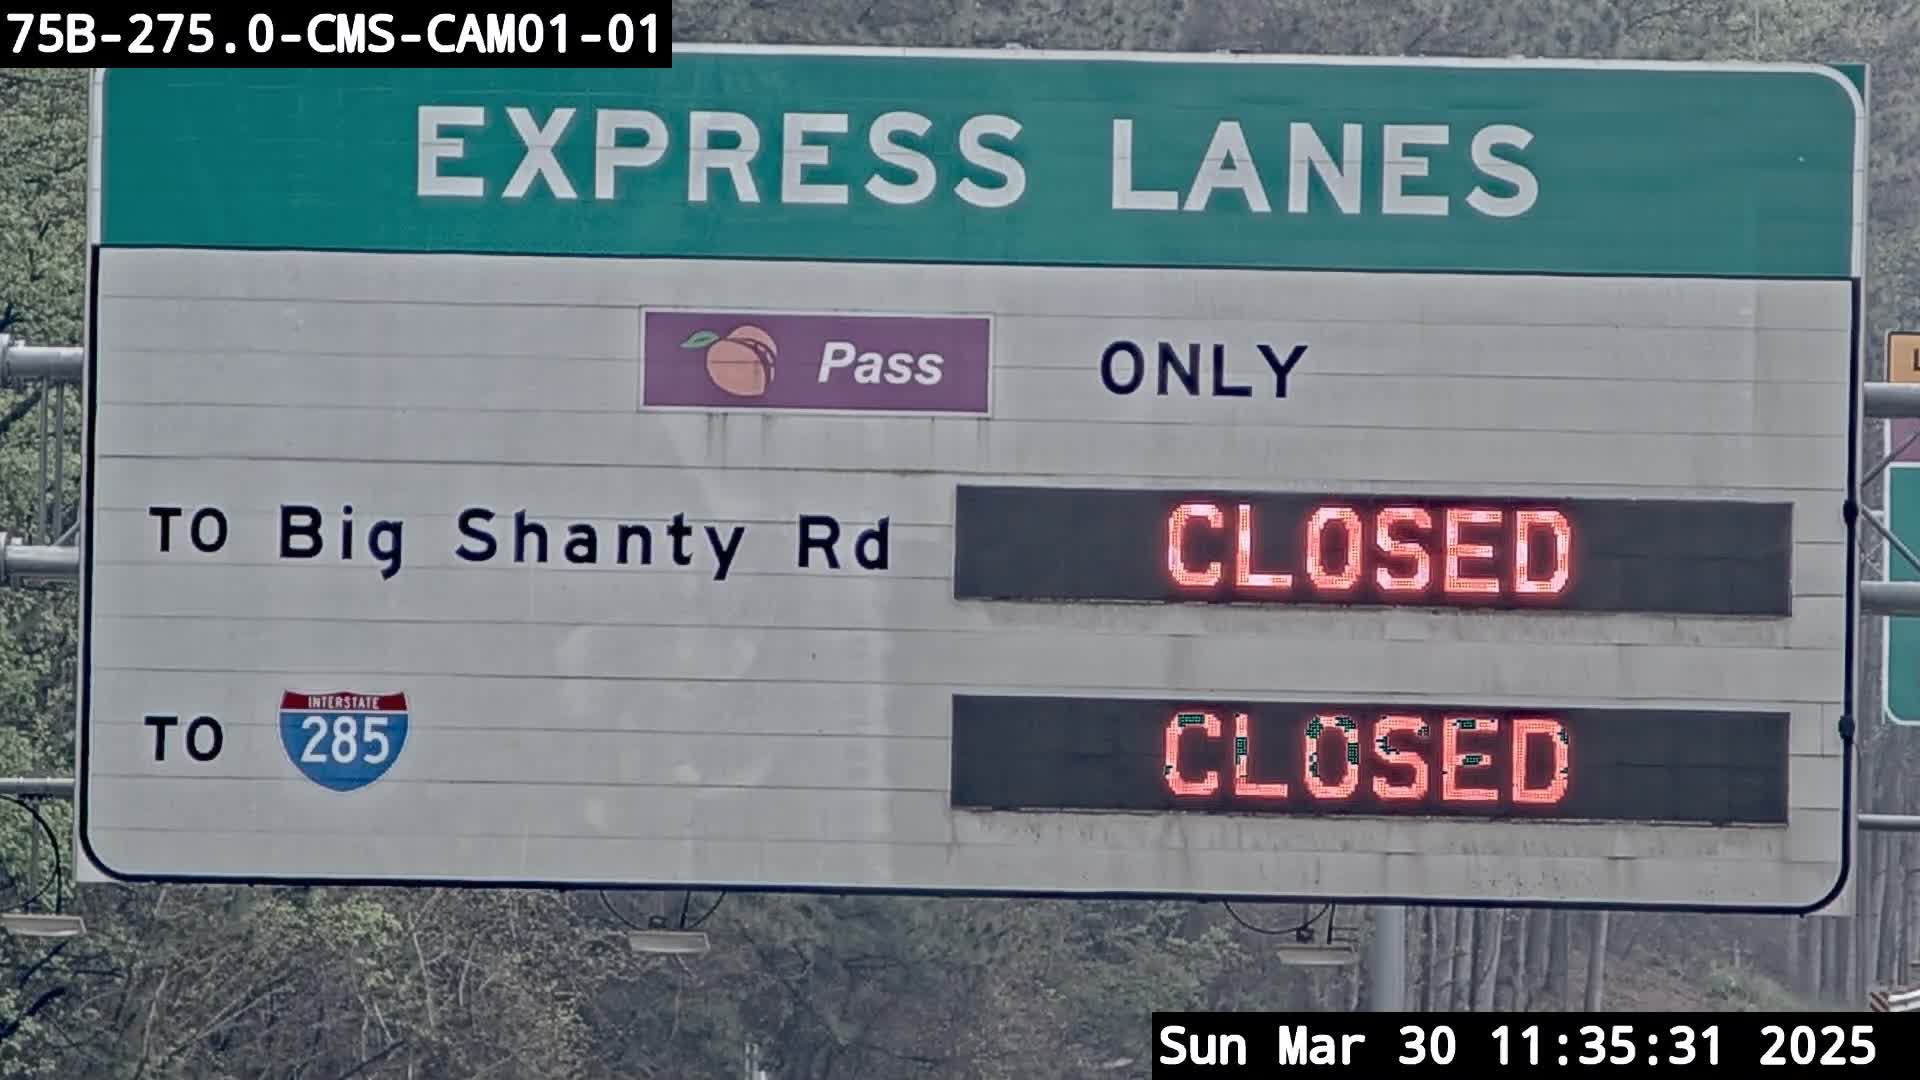 75B-275.0-CMS-CAM01-01
EXPRESS LANES
Pass ONLY
TO Big Shanty Rd CLOSED
TO INTERSTATE 285 CLOSED
Sun Mar 30 11:35:31 2025